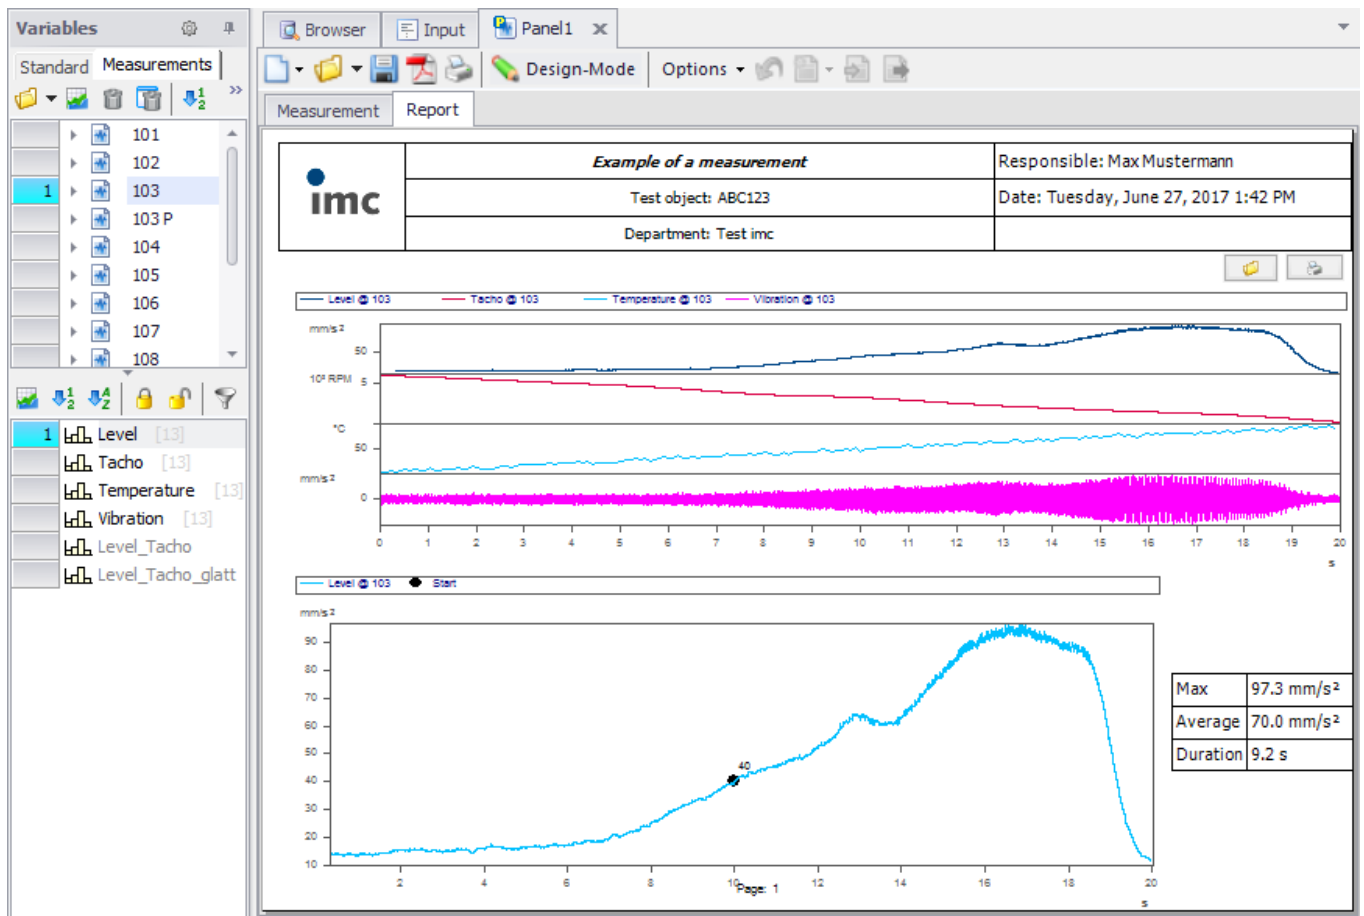 Variables
Standard Measurements
1
2
»
101
102
1 103
103 P
104
105
106
107
108
1
2
A
Z
1 Level [13]
Tacho [13]
Temperature [13]
Vibration [13]
Level_Tacho
Level_Tacho_glatt
Browser Input Panel1
Design-Mode Options
Measurement Report
imc
Example of a measurement
Test object: ABC123
Department: Test imc
Responsible: Max Mustermann
Date: Tuesday, June 27, 2017 1:42 PM
Level @ 103 Tacho @ 103 Temperature @ 103 Vibration @ 103
mm/s²
50
10³ RPM 5
°C
50
mm/s²
0
0 1 2 3 4 5 6 7 8 9 10 11 12 13 14 15 16 17 18 19 20
s
Level @ 103 Start
mm/s²
90
80
70
60
50
40
40
30
20
10
2 4 6 8 10 12 14 16 18 20
s
Page: 1
Max 97.3 mm/s²
Average 70.0 mm/s²
Duration 9.2 s